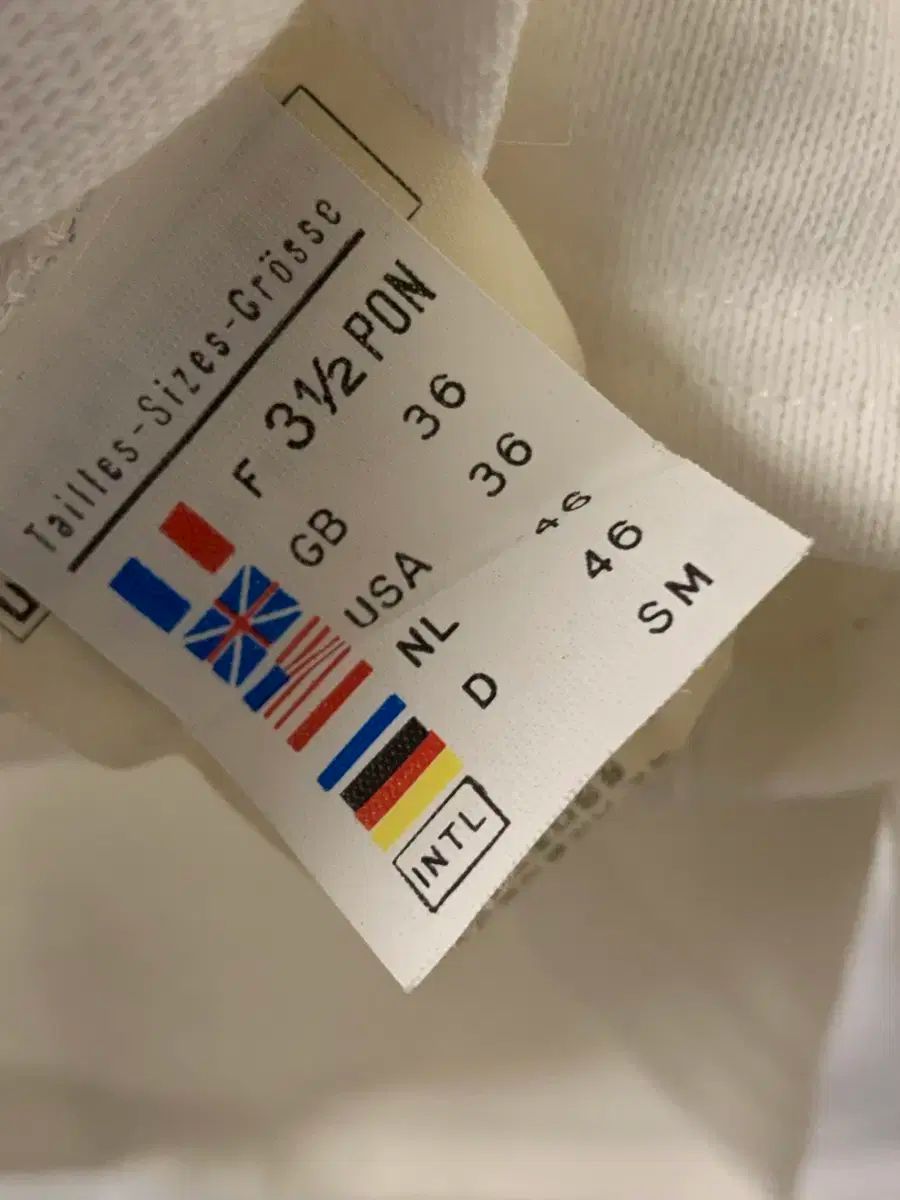 Tailles-Sizes-Grösse
F 3½ PON
GB 36
USA 36
NL 46
D 46
INTL SM